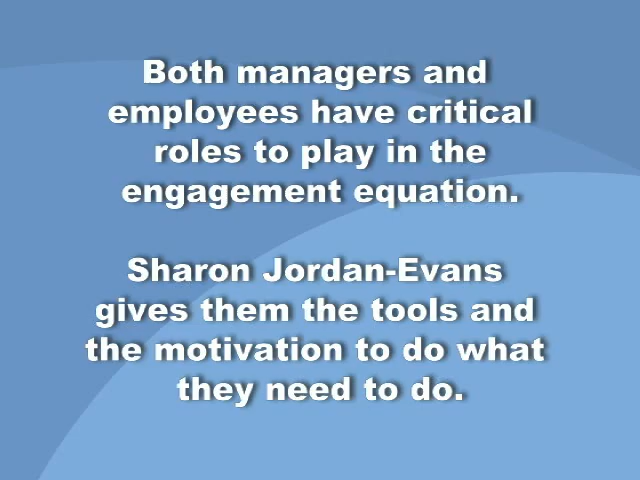 Both managers and
employees have critical
roles to play in the
engagement equation.
Sharon Jordan-Evans
gives them the tools and
the motivation to do what
they need to do.